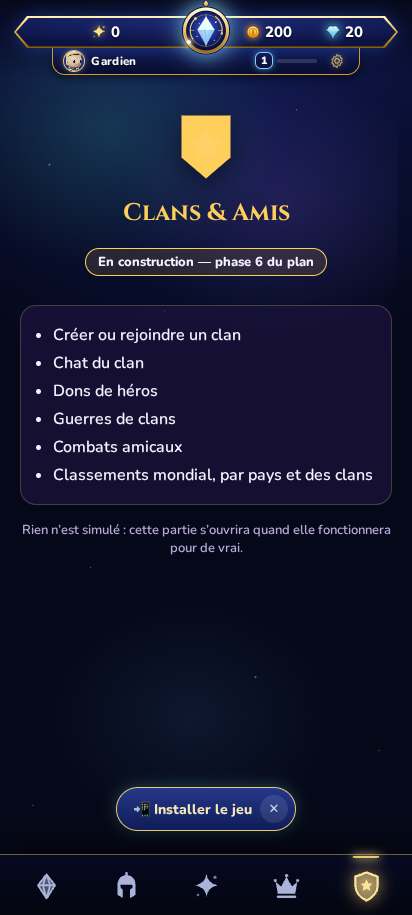 0
200
20
Gardien
1
Clans & Amis
En construction — phase 6 du plan
Créer ou rejoindre un clan
Chat du clan
Dons de héros
Guerres de clans
Combats amicaux
Classements mondial, par pays et des clans
Rien n'est simulé : cette partie s'ouvrira quand elle fonctionnera
pour de vrai.
Installer le jeu ×